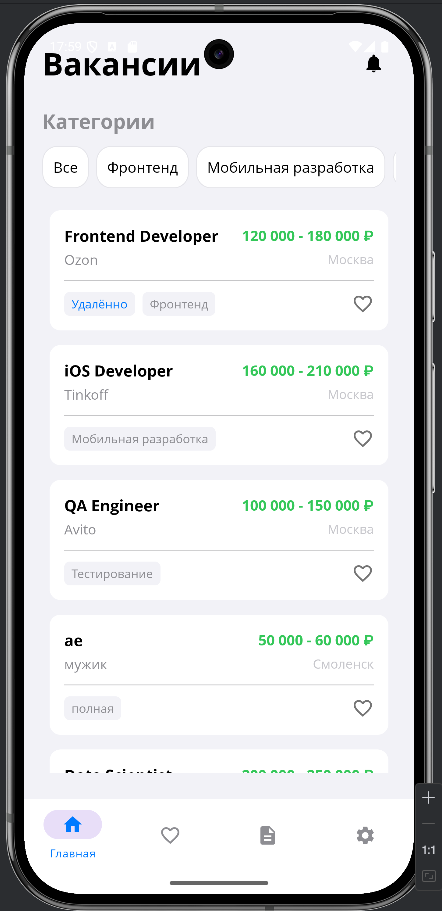 17:59
Вакансии
Категории
Все Фронтенд Мобильная разработка
Frontend Developer 120 000 - 180 000 ₽
Ozon Москва
Удалённо Фронтенд
iOS Developer 160 000 - 210 000 ₽
Tinkoff Москва
Мобильная разработка
QA Engineer 100 000 - 150 000 ₽
Avito Москва
Тестирование
ае 50 000 - 60 000 ₽
мужик Смоленск
полная
Data Scientist 200 000 - 250 000 ₽
Главная
1:1